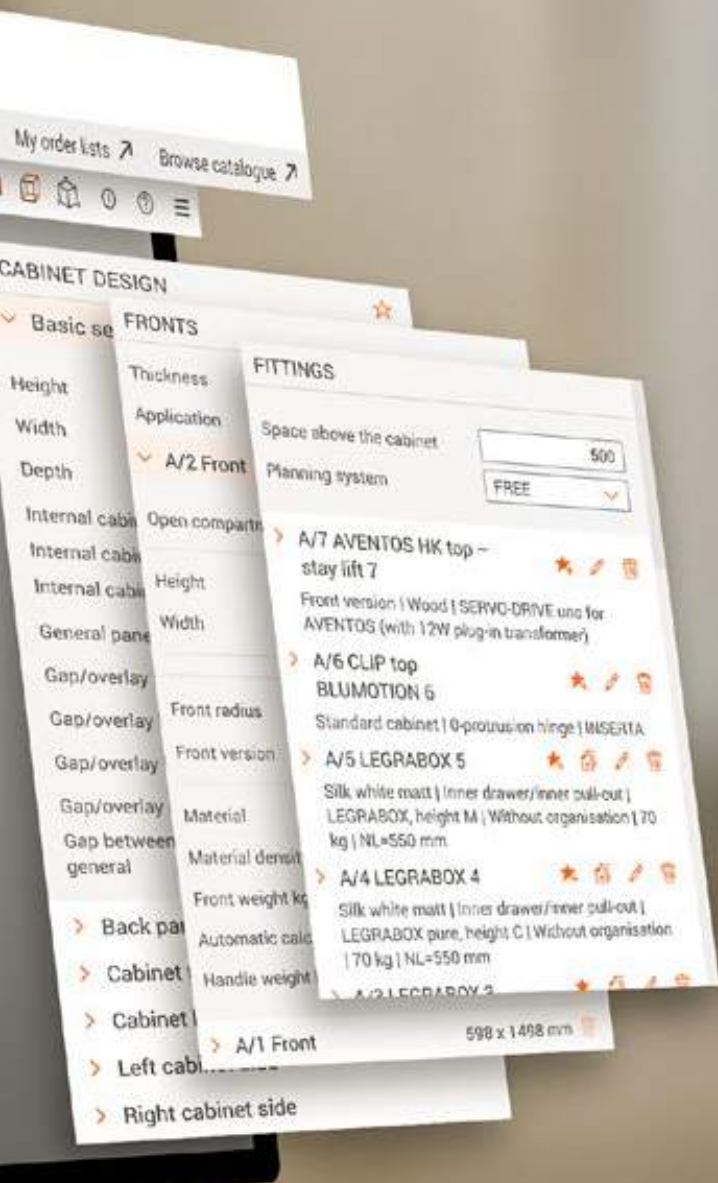 My order lists
Browse catalogue
CABINET DESIGN
Basic se
Height
Width
Depth
Internal cabin
Internal cabi
Internal cabi
General pane
Gap/overlay
Gap/overlay
Gap/overlay
Gap/overlay
Gap between
general
Back pa
Cabinet
Cabinet
Left cabi
Right cabinet side
FRONTS
Thickness
Application
A/2 Front
Open compartm
Height
Width
Front radius
Front version
Material
Material densit
Front weight kg
Automatic calc
Handle weight
A/1 Front
598 x 1498 mm
FITTINGS
Space above the cabinet
500
Planning system
FREE
A/7 AVENTOS HK top –
stay lift 7
Front version | Wood | SERVO-DRIVE uno for
AVENTOS (with 12W plug-in transformer)
A/6 CLIP top
BLUMOTION 6
Standard cabinet | 0-protrusion hinge | INSERTA
A/5 LEGRABOX 5
Silk white matt | Inner drawer/inner pull-out |
LEGRABOX, height M | Without organisation | 70
kg | NL=550 mm
A/4 LEGRABOX 4
Silk white matt | Inner drawer/inner pull-out |
LEGRABOX pure, height C | Without organisation
| 70 kg | NL=550 mm
A/3 LEGRABOX 3